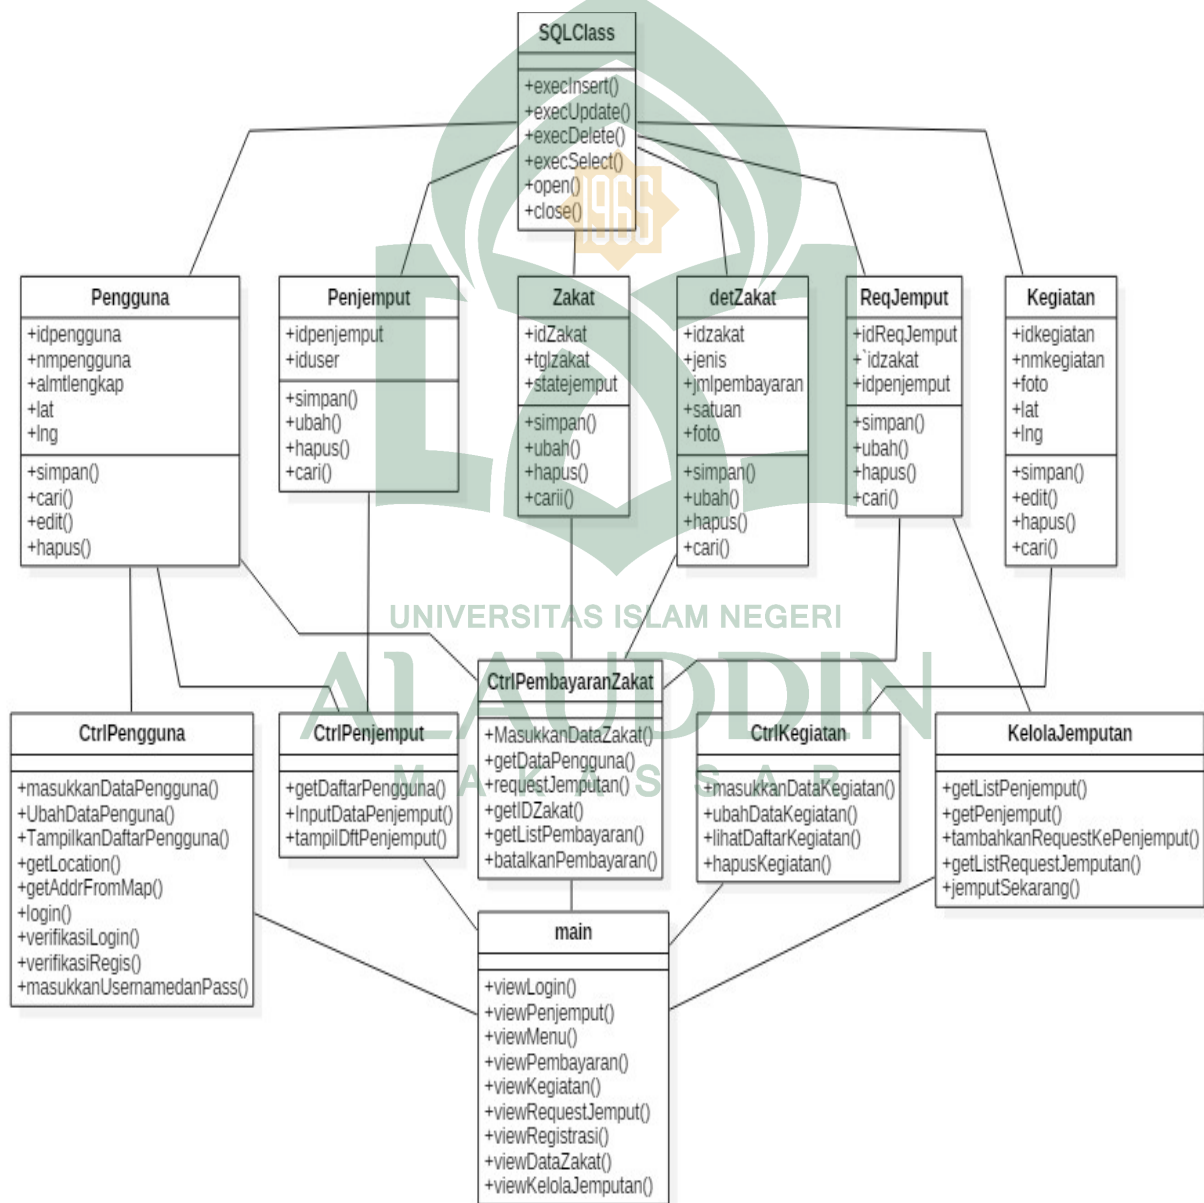 SQLClass
+execInsert()
+execUpdate()
+execDelete()
+execSelect()
+open()
+close()
1965
Pengguna
+idpengguna
+nmpengguna
+almtlengkap
+lat
+lng
+simpan()
+cari()
+edit()
+hapus()
Penjemput
+idpenjemput
+iduser
+simpan()
+ubah()
+hapus()
+cari()
Zakat
+idZakat
+tglzakat
+statejemput
+simpan()
+ubah()
+hapus()
+carii()
detZakat
+idzakat
+jenis
+jmlpembayaran
+satuan
+foto
+simpan()
+ubah()
+hapus()
+cari()
ReqJemput
+idReqJemput
+`idzakat
+idpenjemput
+simpan()
+ubah()
+hapus()
+cari()
Kegiatan
+idkegiatan
+nmkegiatan
+foto
+lat
+lng
+simpan()
+edit()
+hapus()
+cari()
UNIVERSITAS ISLAM NEGERI
ALAUDDIN
MAKASSAR
CtrlPengguna
+masukkanDataPengguna()
+UbahDataPenguna()
+TampilkanDaftarPengguna()
+getLocation()
+getAddrFromMap()
+login()
+verifikasiLogin()
+verifikasiRegis()
+masukkanUsernamedanPass()
CtrlPenjemput
+getDaftarPengguna()
+InputDataPenjemput()
+tampilDftPenjemput()
CtrlPembayaranZakat
+MasukkanDataZakat()
+getDataPengguna()
+requestJemputan()
+getIDZakat()
+getListPembayaran()
+batalkanPembayaran()
CtrlKegiatan
+masukkanDataKegiatan()
+ubahDataKegiatan()
+lihatDaftarKegiatan()
+hapusKegiatan()
KelolaJemputan
+getListPenjemput()
+getPenjemput()
+tambahkanRequestKePenjemput()
+getListRequestJemputan()
+jemputSekarang()
main
+viewLogin()
+viewPenjemput()
+viewMenu()
+viewPembayaran()
+viewKegiatan()
+viewRequestJemput()
+viewRegistrasi()
+viewDataZakat()
+viewKelolaJemputan()